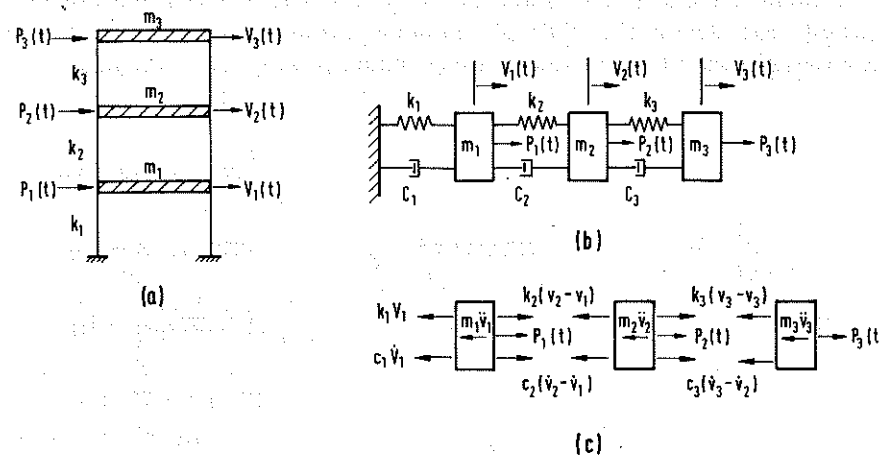 m₃
P₃(t) V₃(t)
k₃
m₂
P₂(t) V₂(t)
k₂
m₁
P₁(t) V₁(t)
k₁
(a)
V₁(t) V₂(t) V₃(t)
k₁ k₂ k₃
m₁ P₁(t) m₂ P₂(t) m₃ P₃(t)
C₁ C₂ C₃
(b)
k₂(v₂−v₁) k₃(v₃−v₃)
k₁V₁ m₁v̈₁ P₁(t) m₂v̈₂ P₂(t) m₃v̈₃ P₃(t
c₁V̇₁
c₂(v̇₂−v̇₁) c₃(v̇₃−v̇₂)
(c)